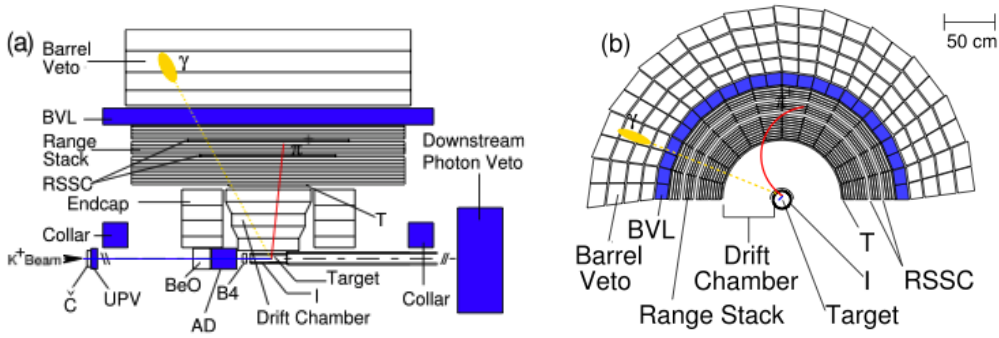 (a)
Barrel
Veto
γ
BVL
Range
Stack
RSSC
π+
Downstream
Photon Veto
Endcap
T
Collar
K+Beam
Č
UPV
BeO
AD
B4
I
Drift Chamber
Target
Collar
(b)
50 cm
γ
π+
BVL
Barrel
Veto
Drift
Chamber
Range Stack
T
I
RSSC
Target